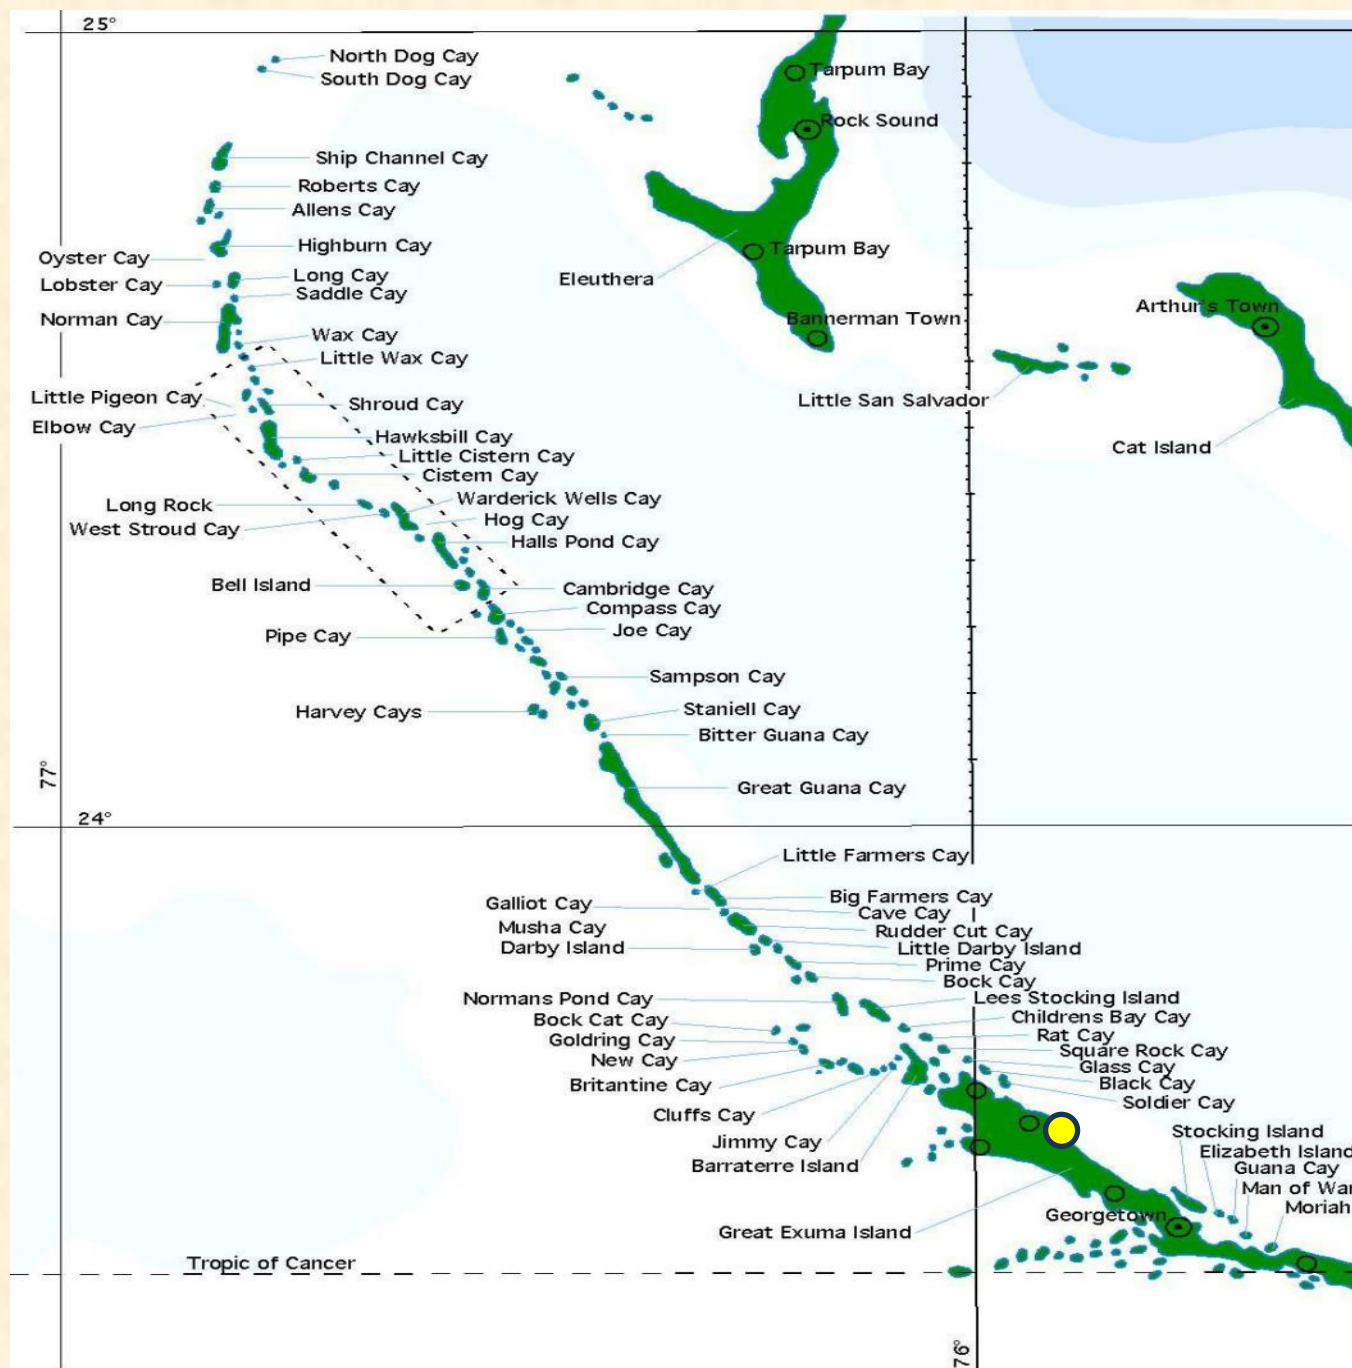 25°
North Dog Cay
South Dog Cay
Tarpum Bay
Rock Sound
Ship Channel Cay
Roberts Cay
Allens Cay
Highburn Cay
Oyster Cay
Tarpum Bay
Long Cay
Lobster Cay
Saddle Cay
Eleuthera
Norman Cay
Arthur's Town
Bannerman Town
Wax Cay
Little Wax Cay
Little Pigeon Cay
Shroud Cay
Little San Salvador
Elbow Cay
Hawksbill Cay
Cat Island
Little Cistern Cay
Cistern Cay
Long Rock
Warderick Wells Cay
West Stroud Cay
Hog Cay
Halls Pond Cay
Bell Island
Cambridge Cay
Compass Cay
Pipe Cay
Joe Cay
Sampson Cay
Harvey Cays
Staniell Cay
Bitter Guana Cay
77°
Great Guana Cay
24°
Little Farmers Cay
Big Farmers Cay
Galliot Cay
Cave Cay
Musha Cay
Rudder Cut Cay
Darby Island
Little Darby Island
Prime Cay
Bock Cay
Normans Pond Cay
Lees Stocking Island
Bock Cat Cay
Childrens Bay Cay
Goldring Cay
Rat Cay
New Cay
Square Rock Cay
Glass Cay
Britantine Cay
Black Cay
Cluffs Cay
Soldier Cay
Jimmy Cay
Stocking Island
Barraterre Island
Elizabeth Island
Guana Cay
Man of War
Moriah
Georgetown
Great Exuma Island
Tropic of Cancer
76°